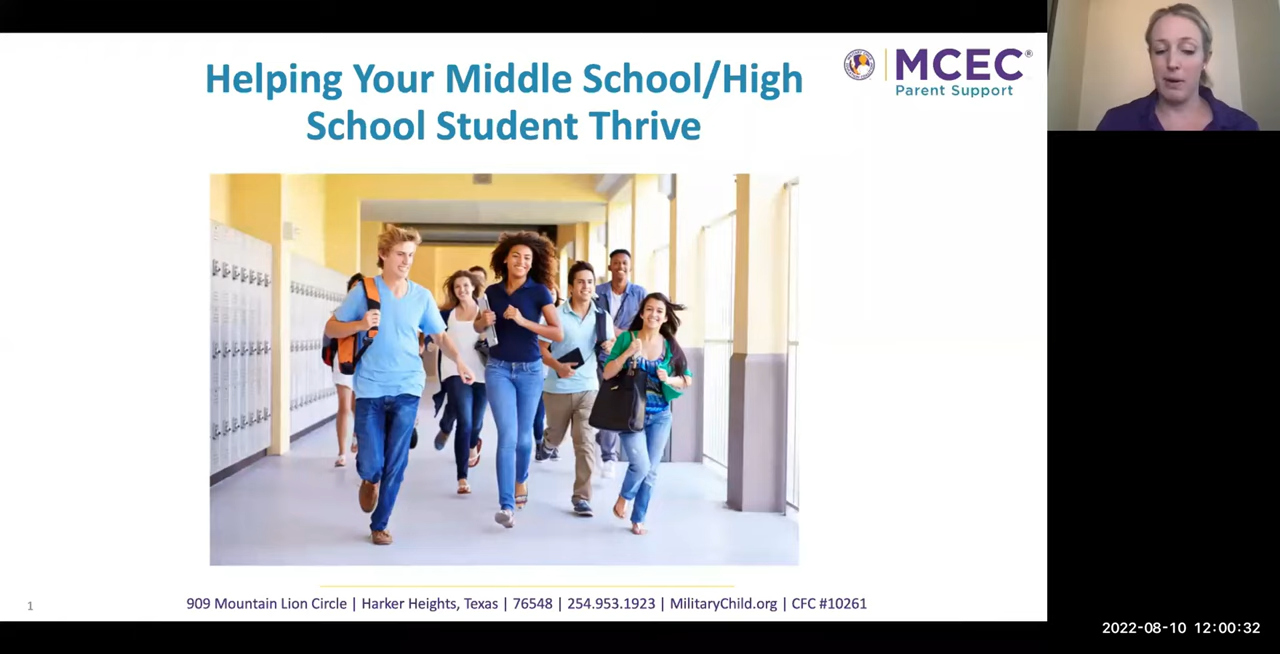 Helping Your Middle School/High
School Student Thrive
MCEC®
Parent Support
1
909 Mountain Lion Circle | Harker Heights, Texas | 76548 | 254.953.1923 | MilitaryChild.org | CFC #10261
2022-08-10 12:00:32